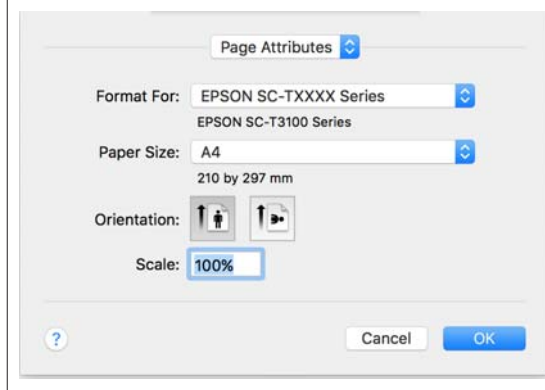 Page Attributes
Format For: EPSON SC-TXXXX Series
EPSON SC-T3100 Series
Paper Size: A4
210 by 297 mm
Orientation:
Scale: 100%
? Cancel OK